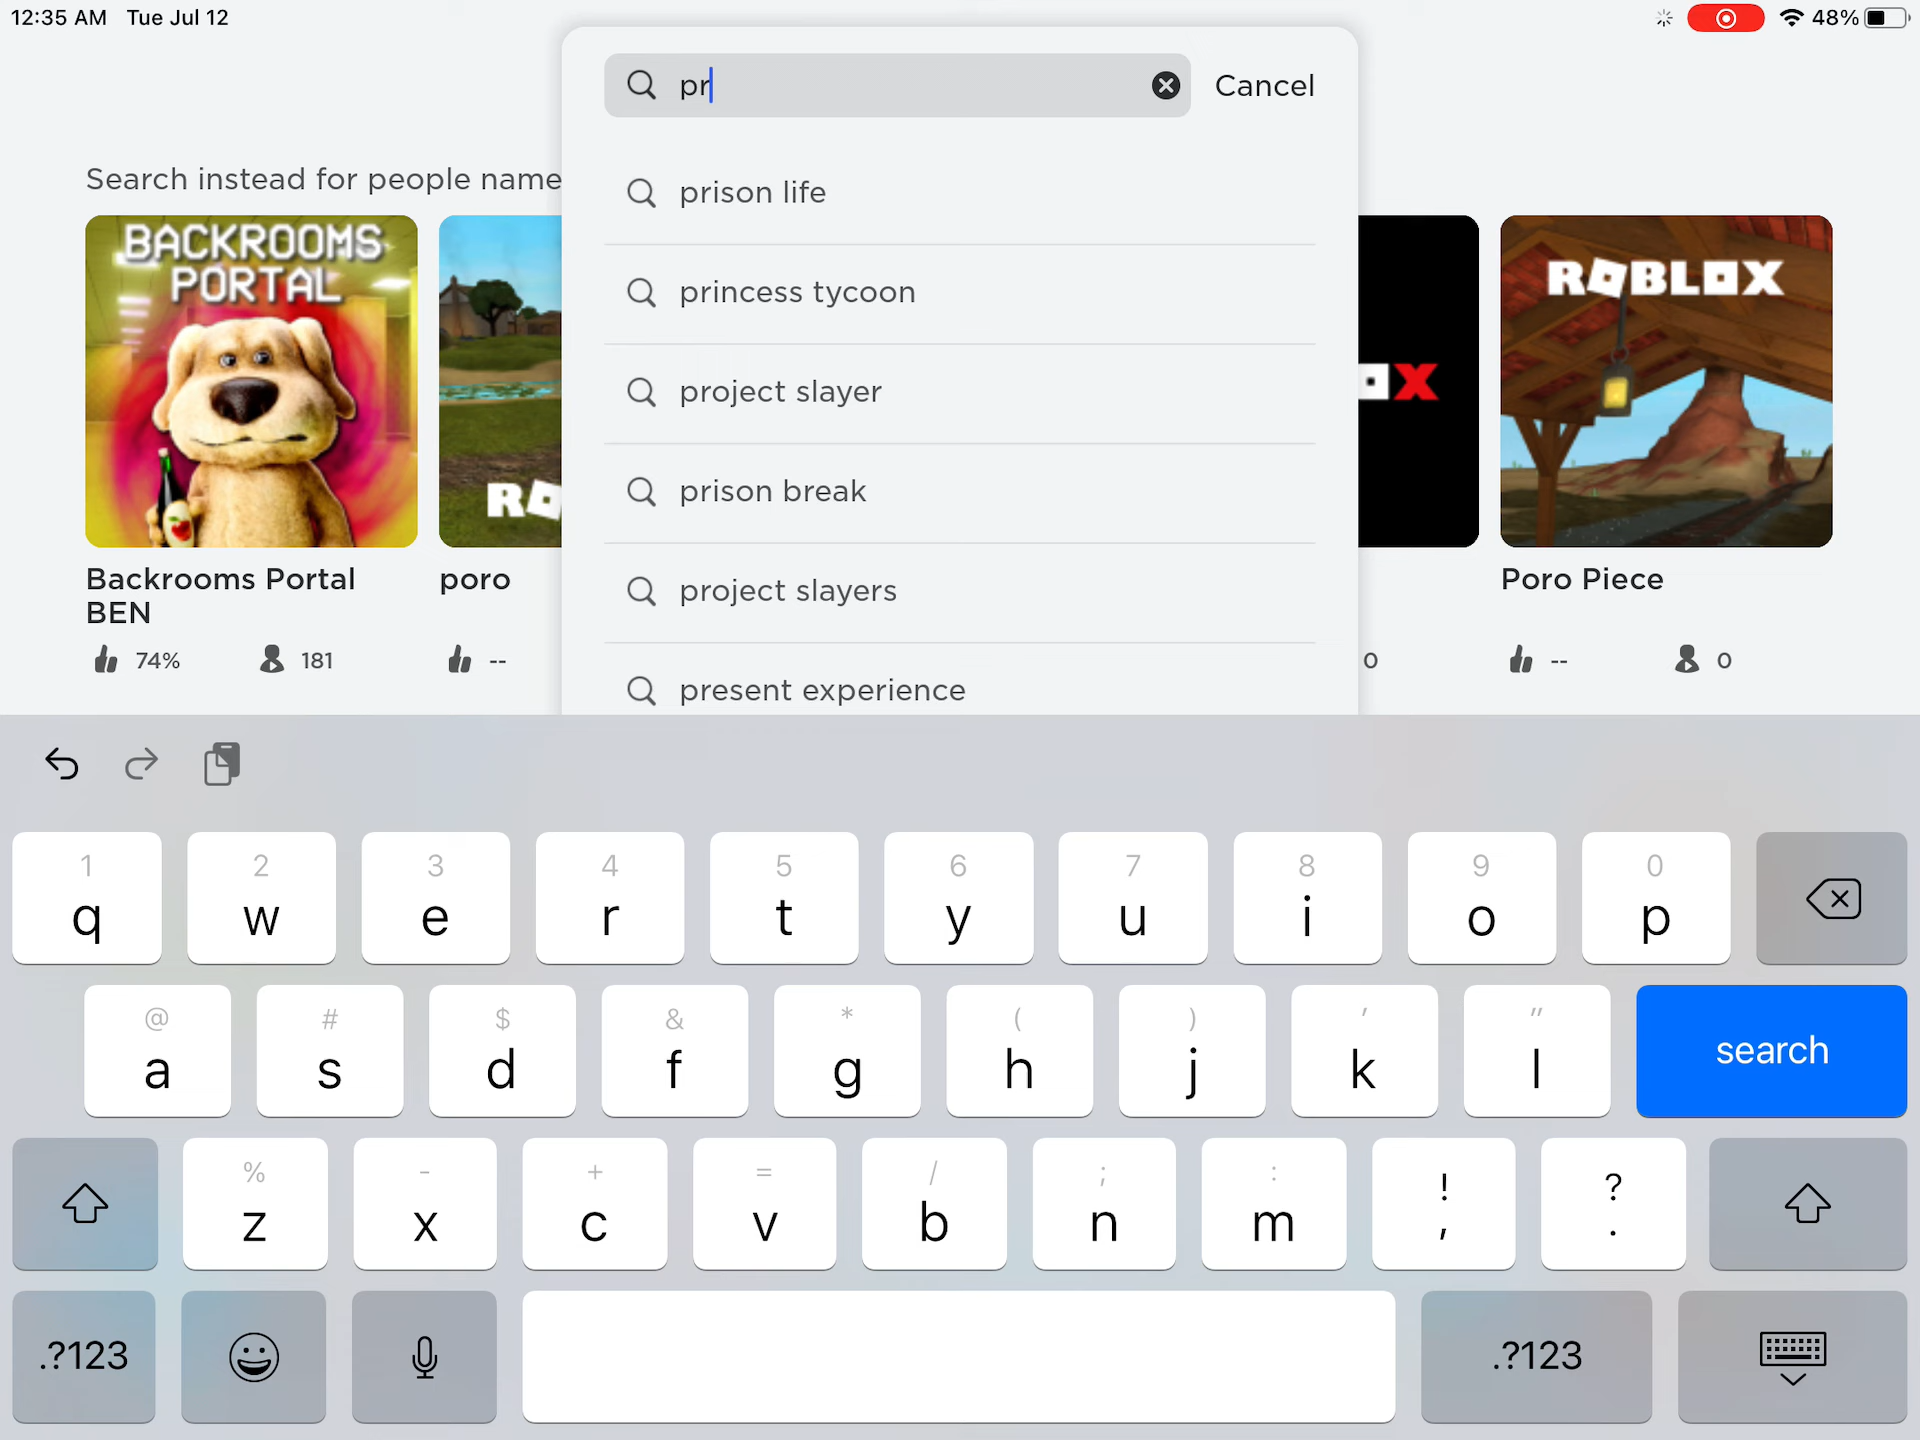 12:35 AM Tue Jul 12
48%
pr
Cancel
Search instead for people name
prison life
princess tycoon
project slayer
prison break
project slayers
present experience
BACKROOMS
PORTAL
ROBLOX
Backrooms Portal
BEN
poro
Poro Piece
74% 181
--
0
-- 0
1 2 3 4 5 6 7 8 9 0
q w e r t y u i o p
@ # $ & * ( ) ' "
a s d f g h j k l search
% - + = / ; : ! ?
z x c v b n m , .
.?123 .?123